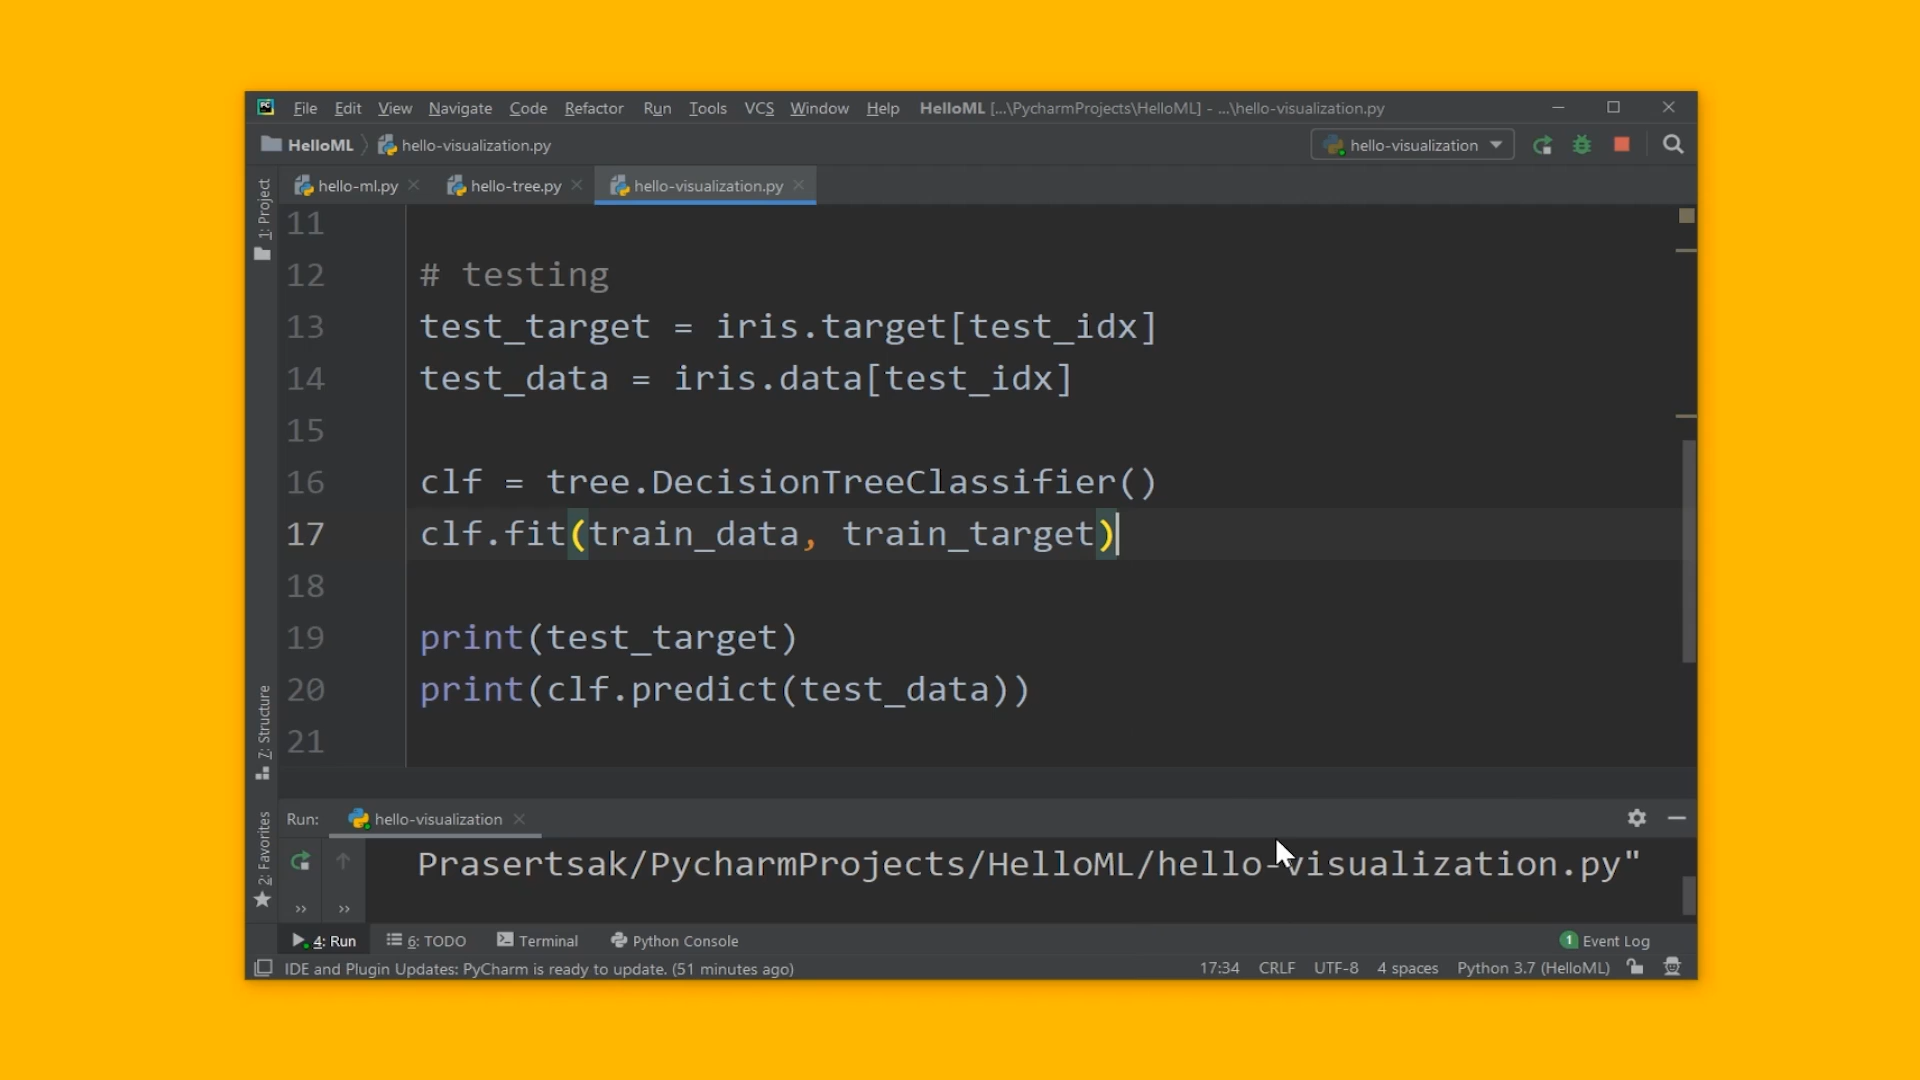 File Edit View Navigate Code Refactor Run Tools VCS Window Help HelloML [...\PycharmProjects\HelloML] - ...\hello-visualization.py
HelloML hello-visualization.py hello-visualization
hello-ml.py hello-tree.py hello-visualization.py
1: Project
7: Structure
2: Favorites
11
12 # testing
13 test_target = iris.target[test_idx]
14 test_data = iris.data[test_idx]
15
16 clf = tree.DecisionTreeClassifier()
17 clf.fit(train_data, train_target)
18
19 print(test_target)
20 print(clf.predict(test_data))
21
Run: hello-visualization
Prasertsak/PycharmProjects/HelloML/hello-visualization.py"
4: Run 6: TODO Terminal Python Console 1 Event Log
IDE and Plugin Updates: PyCharm is ready to update. (51 minutes ago) 17:34 CRLF UTF-8 4 spaces Python 3.7 (HelloML)